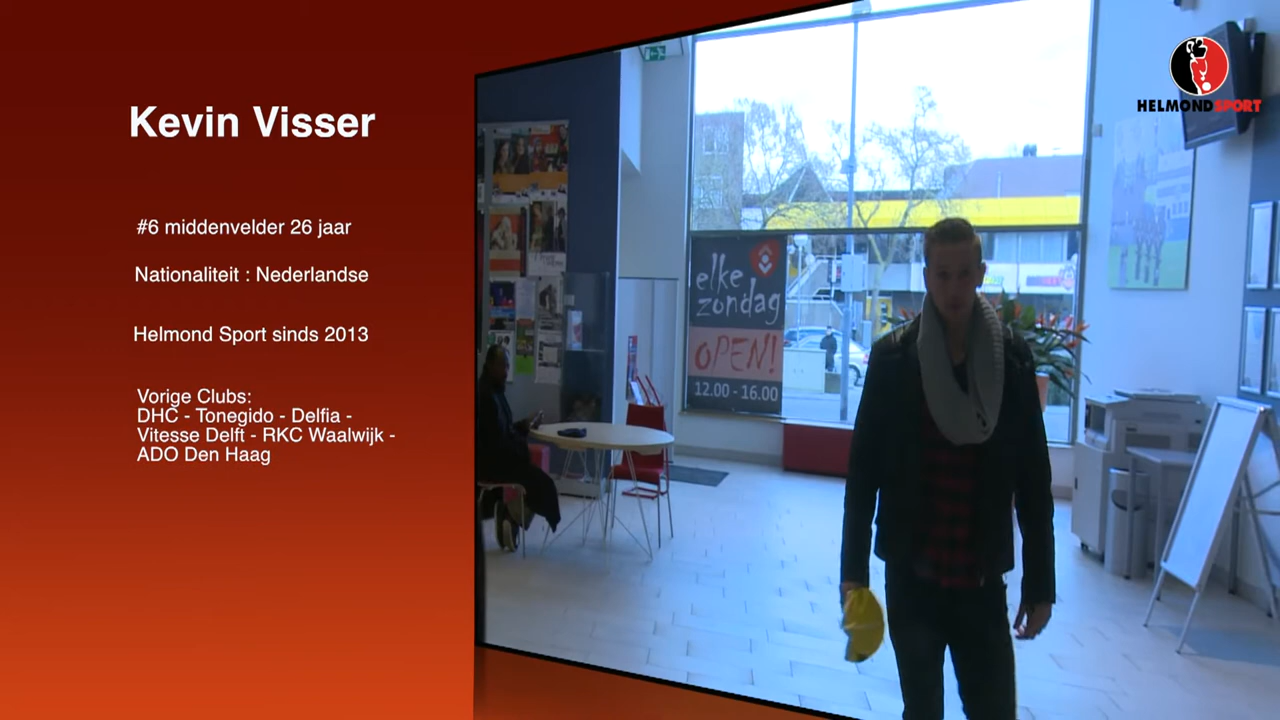 Kevin Visser
#6 middenvelder 26 jaar
Nationaliteit : Nederlandse
Helmond Sport sinds 2013
Vorige Clubs:
DHC - Tonegido - Delfia -
Vitesse Delft - RKC Waalwijk -
ADO Den Haag
HELMOND SPORT
elke
zondag
OPEN!
12.00 - 16.00